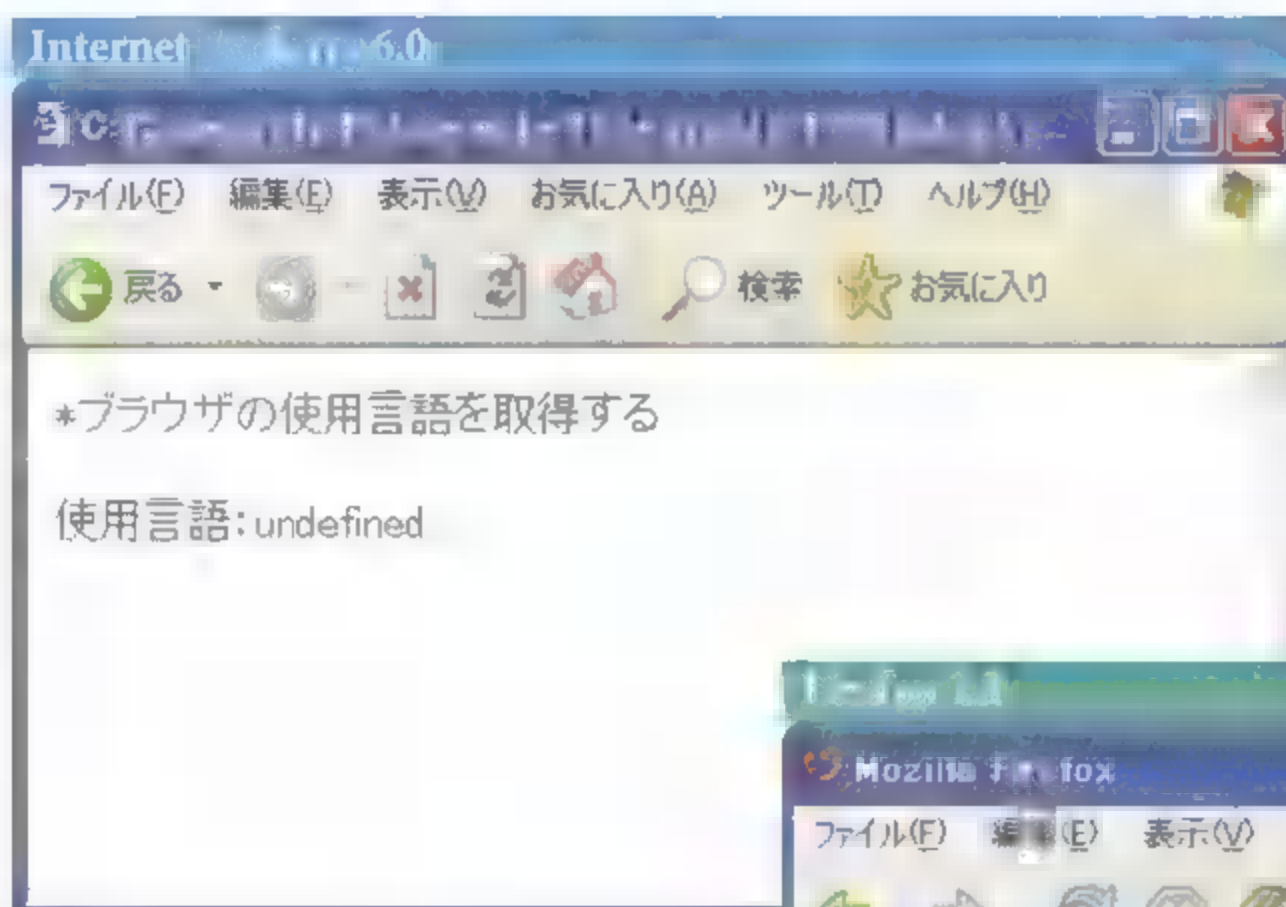 Internet 6.0
ファイル(F) 編集(E) 表示(V) お気に入り(A) ツール(T) ヘルプ(H)
戻る 検索 お気に入り
*ブラウザの使用言語を取得する
使用言語:undefined
Mozilla
ファイル(F) (E) 表示(V)